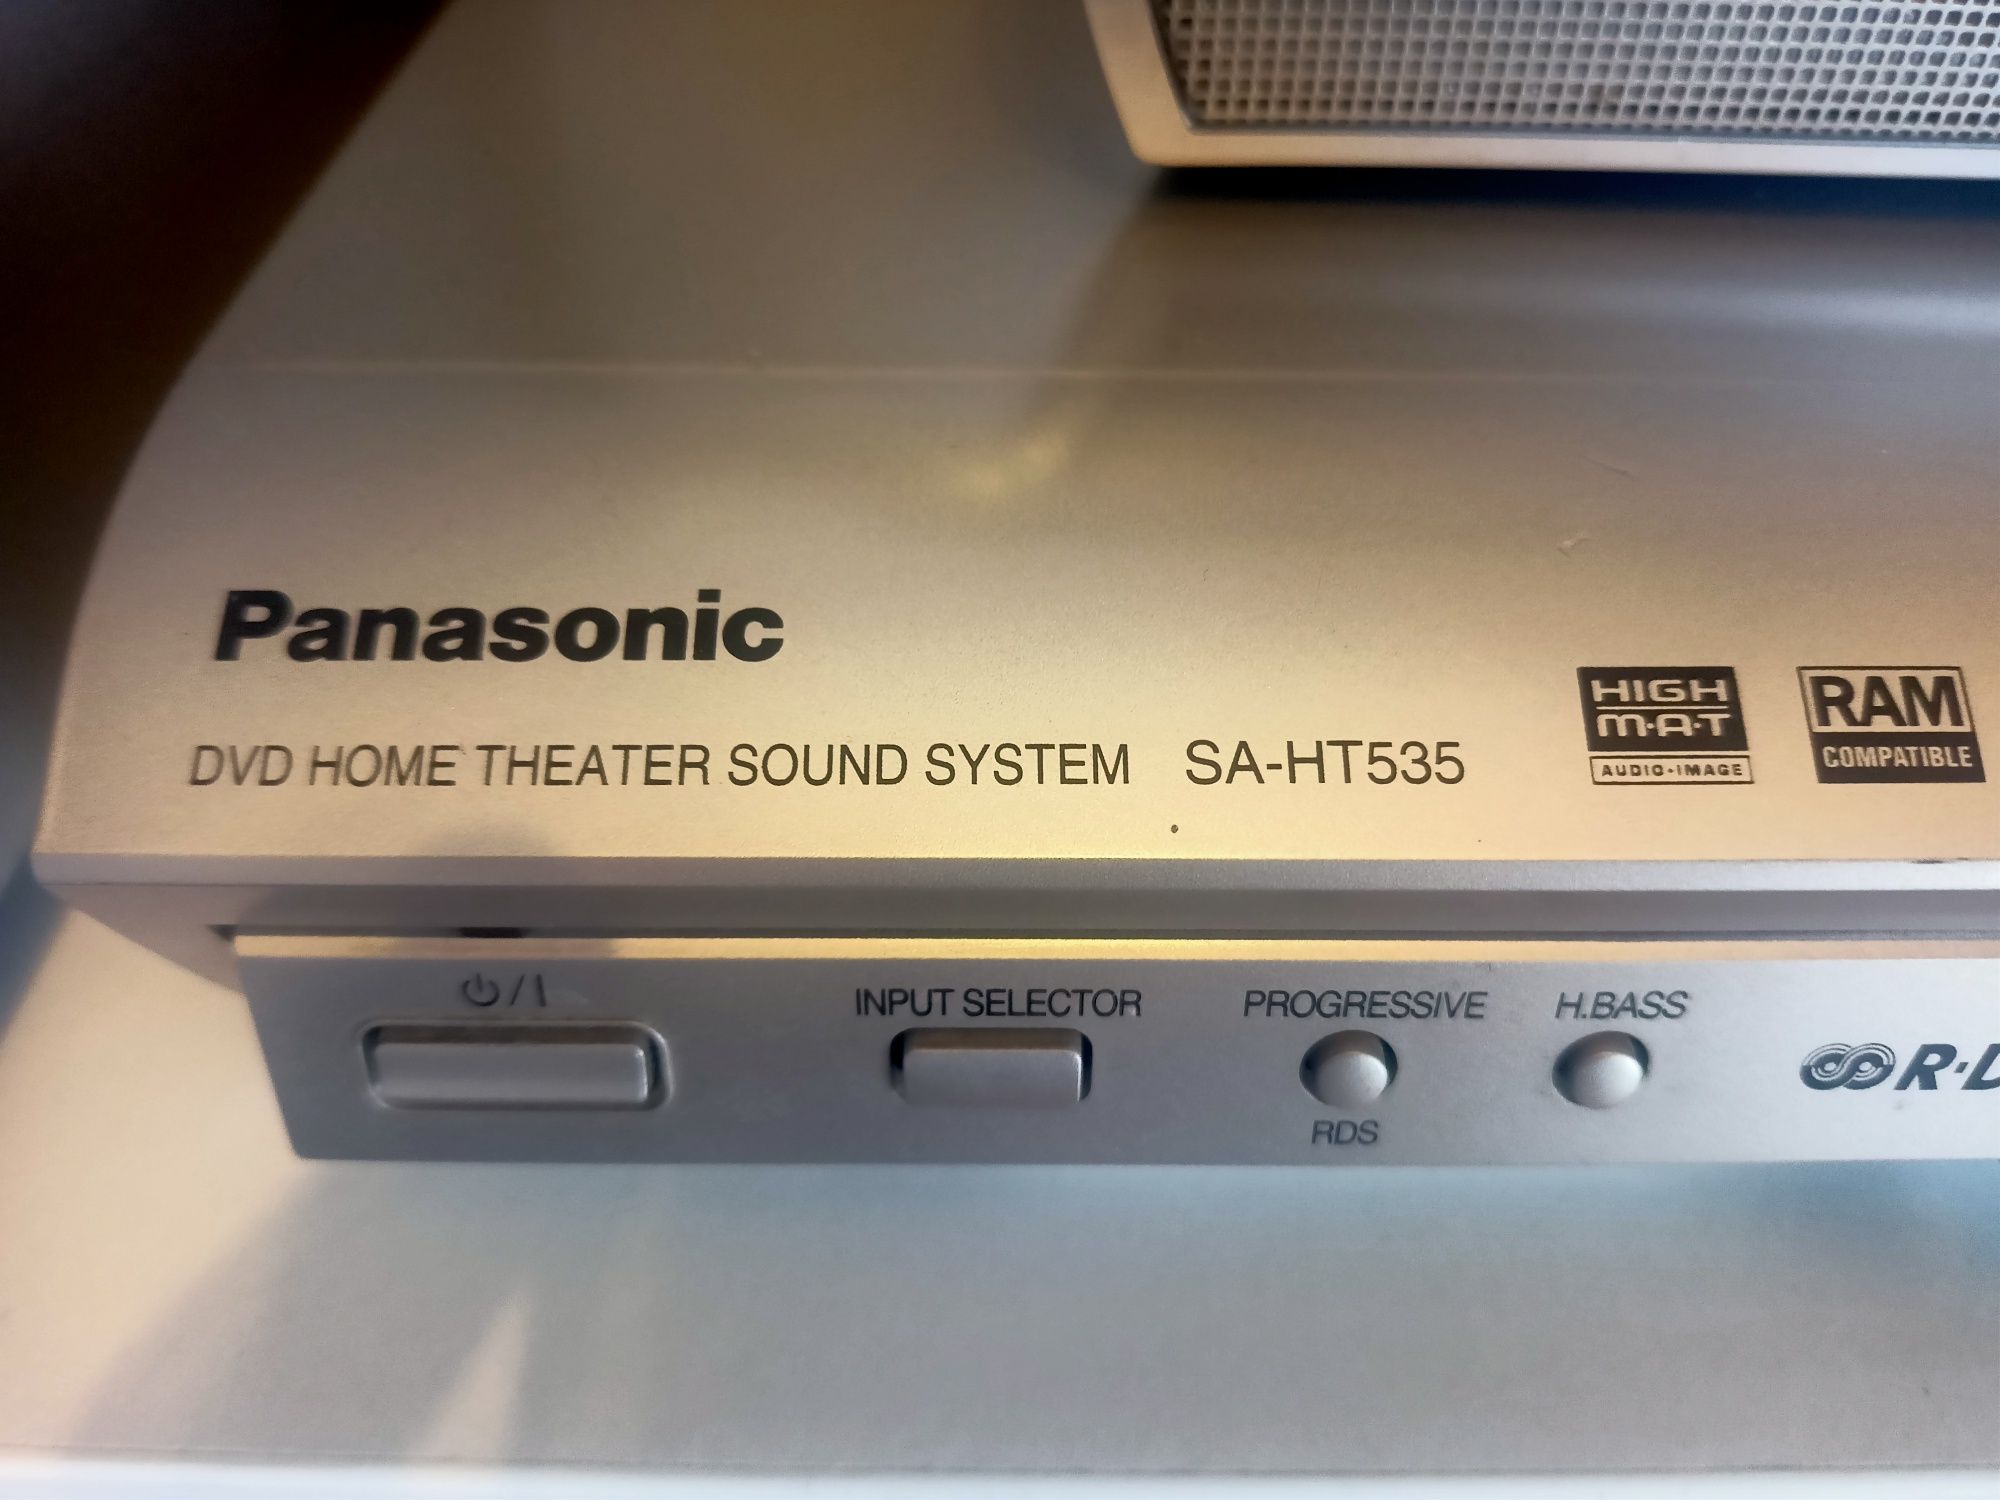 Panasonic
DVD HOME THEATER SOUND SYSTEM SA-HT535
HIGH
M·A·T
AUDIO·IMAGE
RAM
COMPATIBLE
⏻/I
INPUT SELECTOR
PROGRESSIVE
H.BASS
RDS